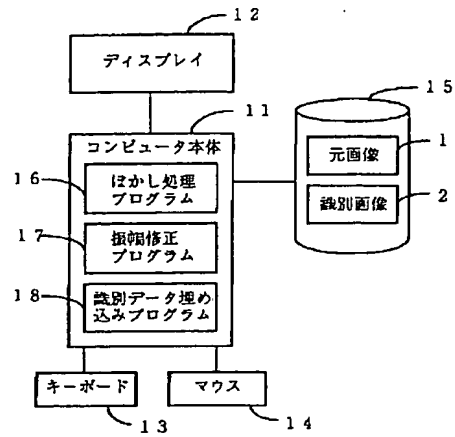 12
ディスプレイ
15
11
コンピュータ本体
元画像
1
16
ぼかし処理
プログラム
識別画像
2
17
振幅修正
プログラム
18
識別データ埋め
込みプログラム
キーボード
マウス
13
14